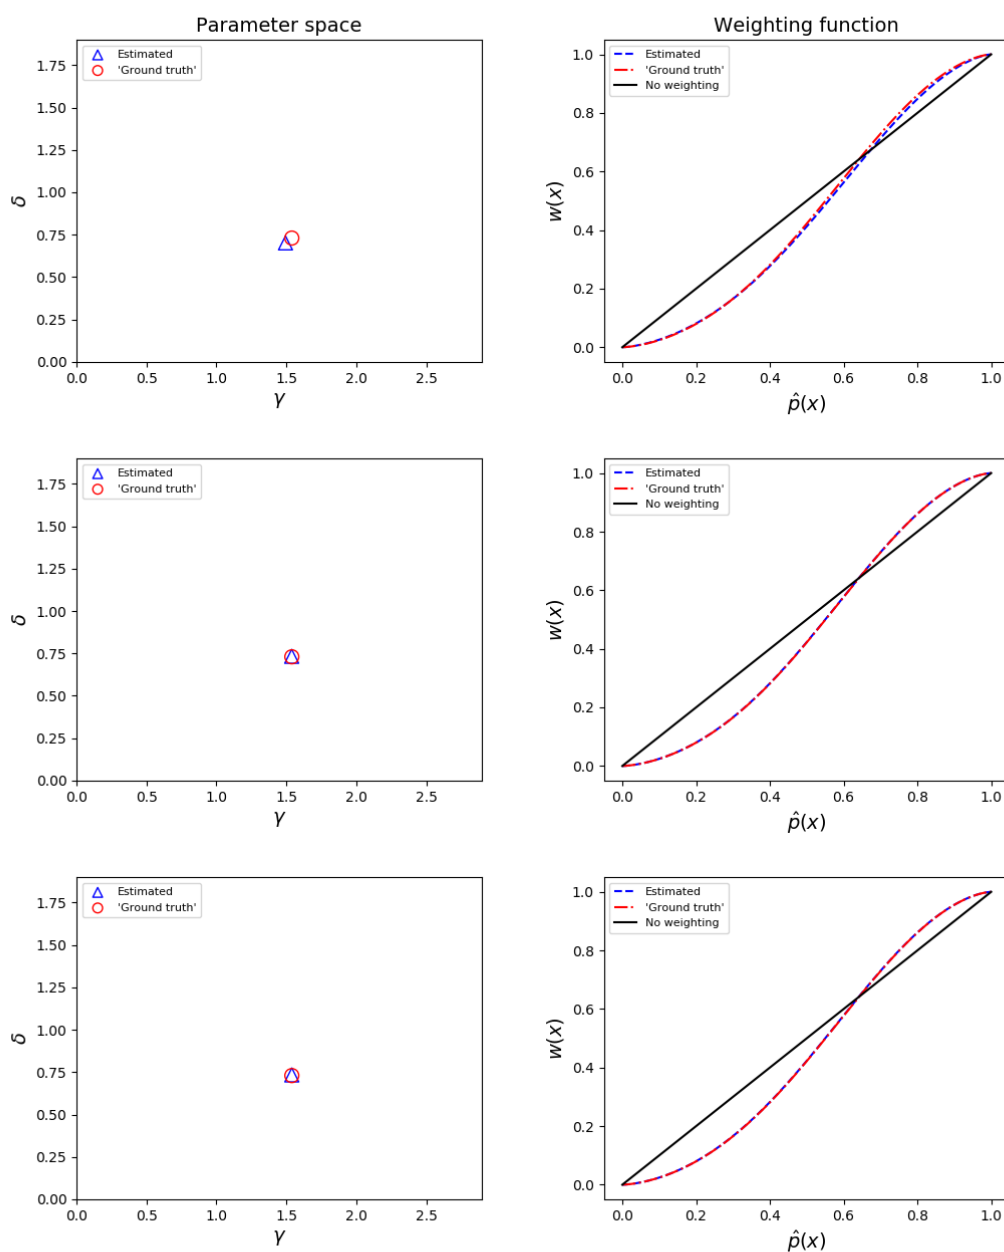 Parameter space
Weighting function
Estimated
'Ground truth'
1.75
1.50
1.25
1.00
0.75
0.50
0.25
0.00
δ
0.0 0.5 1.0 1.5 2.0 2.5
γ
Estimated
'Ground truth'
No weighting
1.0
0.8
0.6
0.4
0.2
0.0
w(x)
0.0 0.2 0.4 0.6 0.8 1.0
p̂(x)
Estimated
'Ground truth'
1.75
1.50
1.25
1.00
0.75
0.50
0.25
0.00
δ
0.0 0.5 1.0 1.5 2.0 2.5
γ
Estimated
'Ground truth'
No weighting
1.0
0.8
0.6
0.4
0.2
0.0
w(x)
0.0 0.2 0.4 0.6 0.8 1.0
p̂(x)
Estimated
'Ground truth'
1.75
1.50
1.25
1.00
0.75
0.50
0.25
0.00
δ
0.0 0.5 1.0 1.5 2.0 2.5
γ
Estimated
'Ground truth'
No weighting
1.0
0.8
0.6
0.4
0.2
0.0
w(x)
0.0 0.2 0.4 0.6 0.8 1.0
p̂(x)